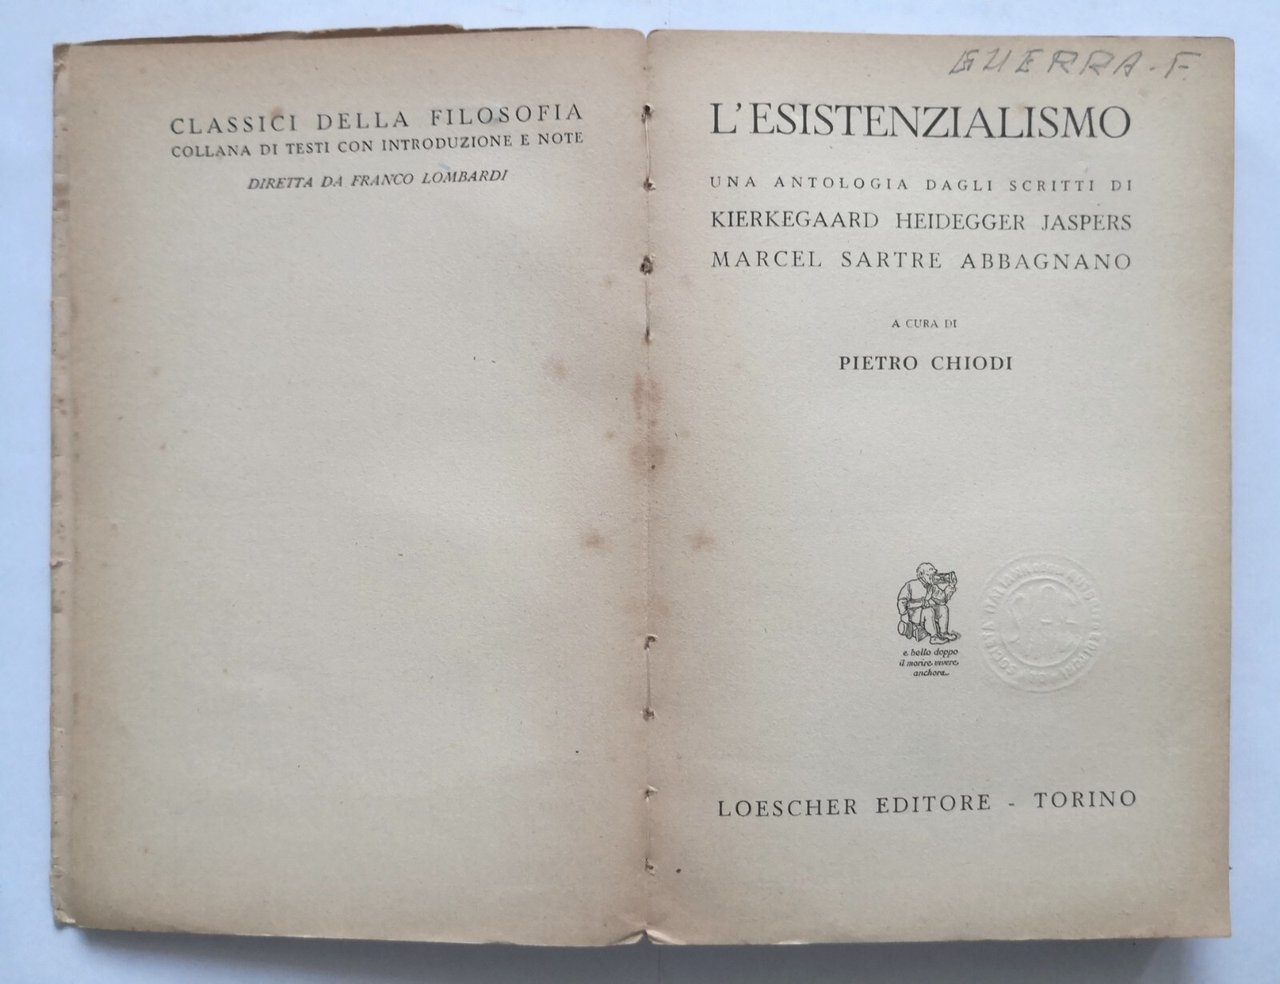 CLASSICI DELLA FILOSOFIA
COLLANA DI TESTI CON INTRODUZIONE E NOTE
DIRETTA DA FRANCO LOMBARDI
GUERRA. F.
L'ESISTENZIALISMO
UNA ANTOLOGIA DAGLI SCRITTI DI
KIERKEGAARD HEIDEGGER JASPERS
MARCEL SARTRE ABBAGNANO
A CURA DI
PIETRO CHIODI
e bello doppo
il morire vivere
anchora
LOESCHER EDITORE - TORINO